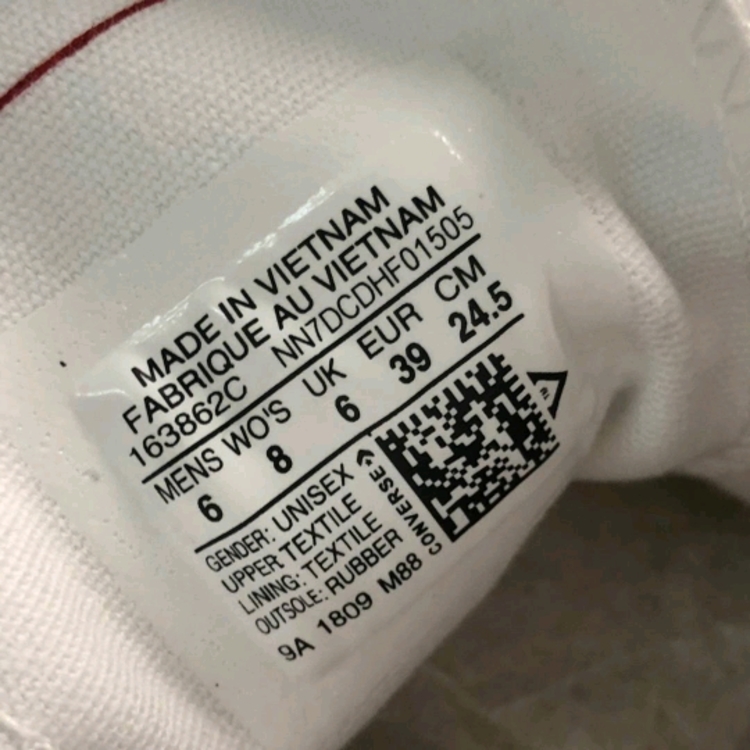 MADE IN VIETNAM
FABRIQUE AU VIETNAM
163862C NN7DCDHF01505
MENS WO'S UK EUR CM
6 8 6 39 24.5
GENDER: UNISEX
UPPER TEXTILE
LINING: TEXTILE
OUTSOLE: RUBBER
9A 1809 M88
CONVERSE